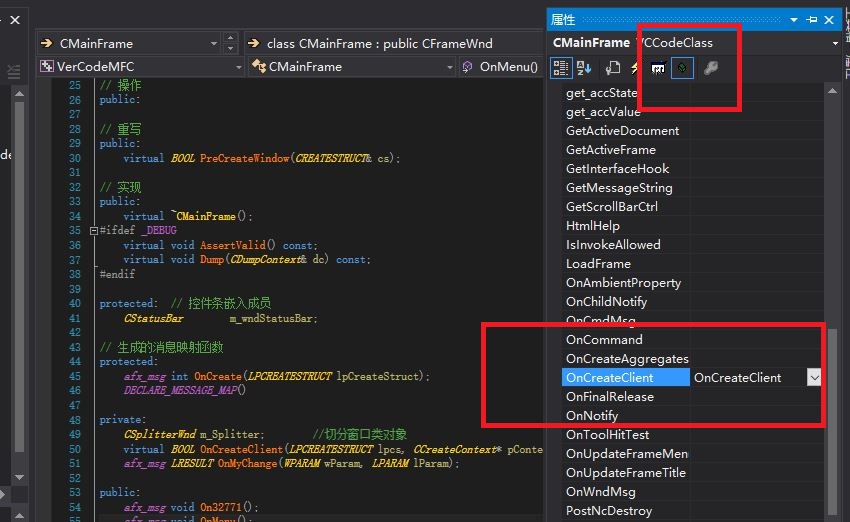 CMainFrame
class CMainFrame : public CFrameWnd
VerCodeMFC
CMainFrame
OnMenu()
25 // 操作
26 public:
27
28 // 重写
29 public:
30 virtual BOOL PreCreateWindow(CREATESTRUCT& cs);
31
32 // 实现
33 public:
34 virtual ~CMainFrame();
35 #ifdef _DEBUG
36 virtual void AssertValid() const;
37 virtual void Dump(CDumpContext& dc) const;
38 #endif
39
40 protected: // 控件条嵌入成员
41 CStatusBar m_wndStatusBar;
42
43 // 生成的消息映射函数
44 protected:
45 afx_msg int OnCreate(LPCREATESTRUCT lpCreateStruct);
46 DECLARE_MESSAGE_MAP()
47
48 private:
49 CSplitterWnd m_Splitter; //切分窗口类对象
50 virtual BOOL OnCreateClient(LPCREATESTRUCT lpcs, CCreateContext* pConte
51 afx_msg LRESULT OnMyChange(WPARAM wParam, LPARAM lParam);
52
53 public:
54 afx_msg void On32771();
55 afx_msg void OnMenu();
属性
CMainFrame VCCodeClass
get_accState
get_accValue
GetActiveDocument
GetActiveFrame
GetInterfaceHook
GetMessageString
GetScrollBarCtrl
HtmlHelp
IsInvokeAllowed
LoadFrame
OnAmbientProperty
OnChildNotify
OnCmdMsg
OnCommand
OnCreateAggregates
OnCreateClient OnCreateClient
OnFinalRelease
OnNotify
OnToolHitTest
OnUpdateFrameMenu
OnUpdateFrameTitle
OnWndMsg
PostNcDestroy